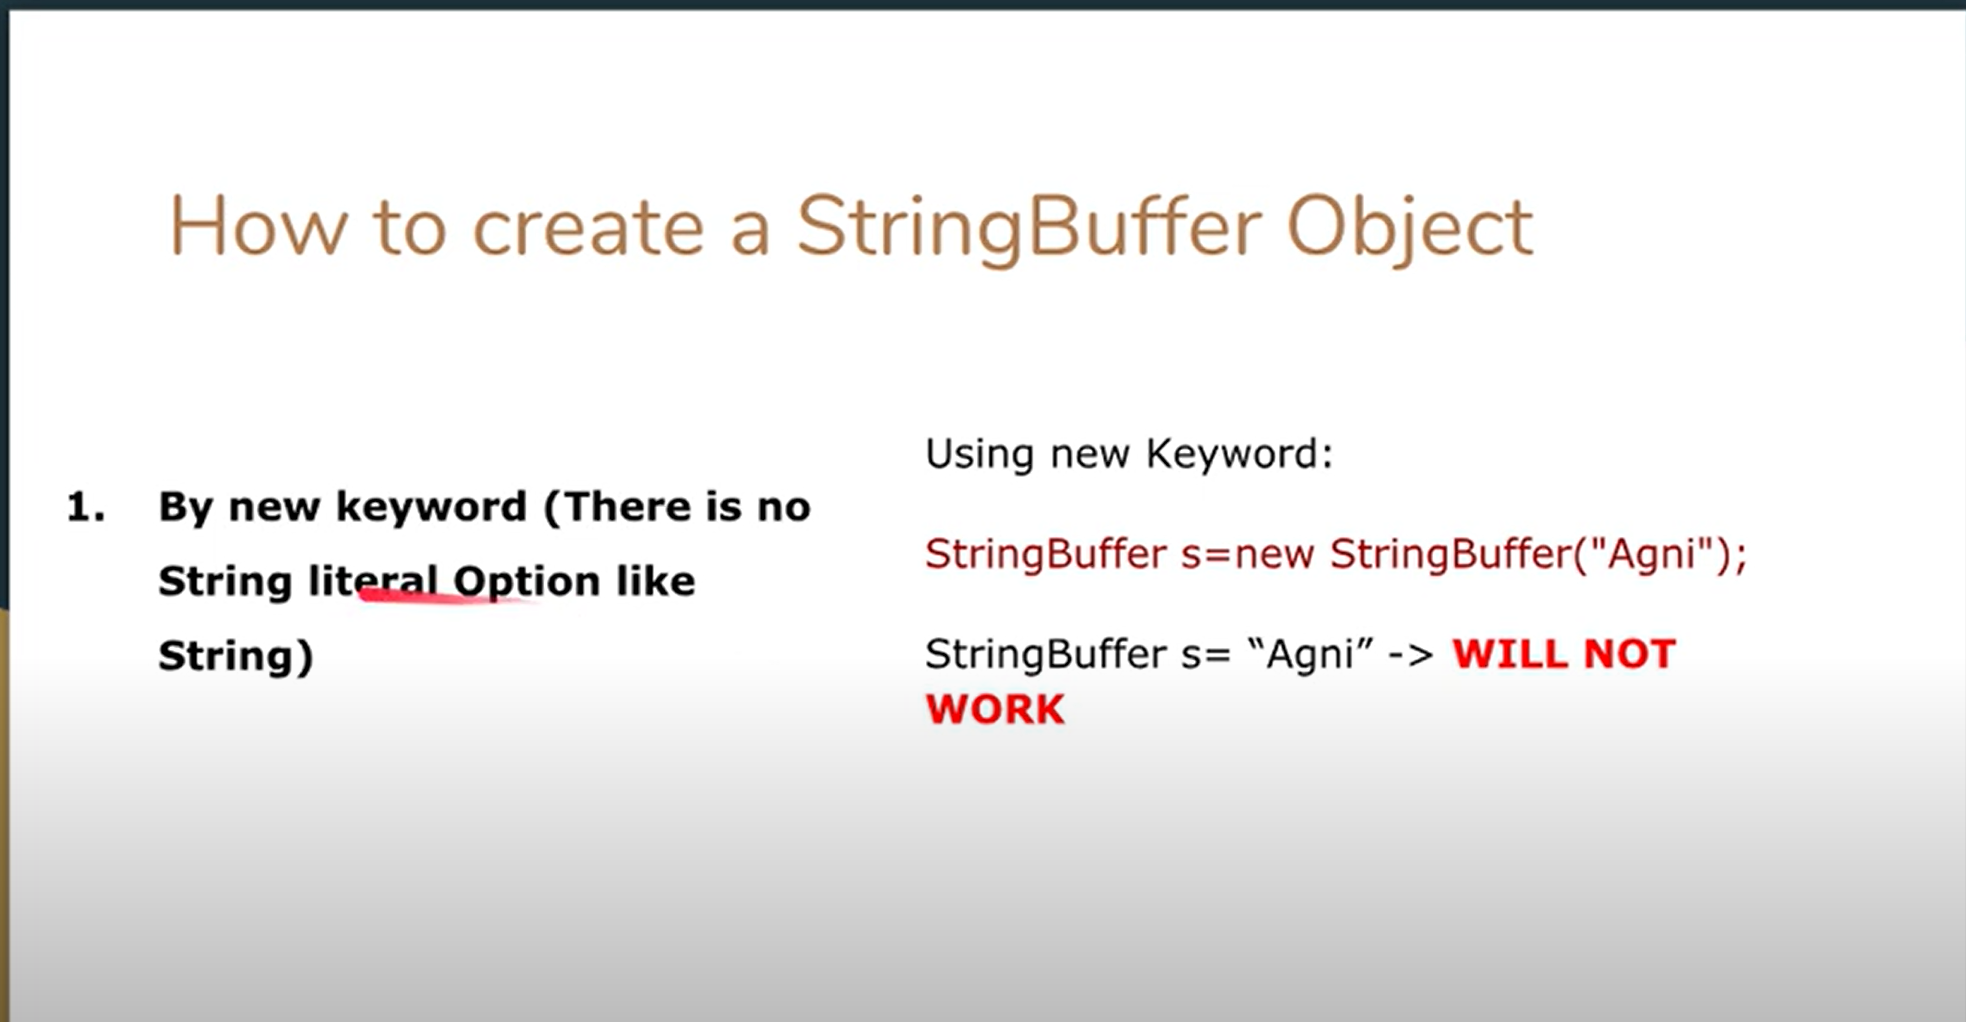 How to create a StringBuffer Object
1. By new keyword (There is no
String literal Option like
String)
Using new Keyword:
StringBuffer s=new StringBuffer("Agni");
StringBuffer s= “Agni” -> WILL NOT
WORK